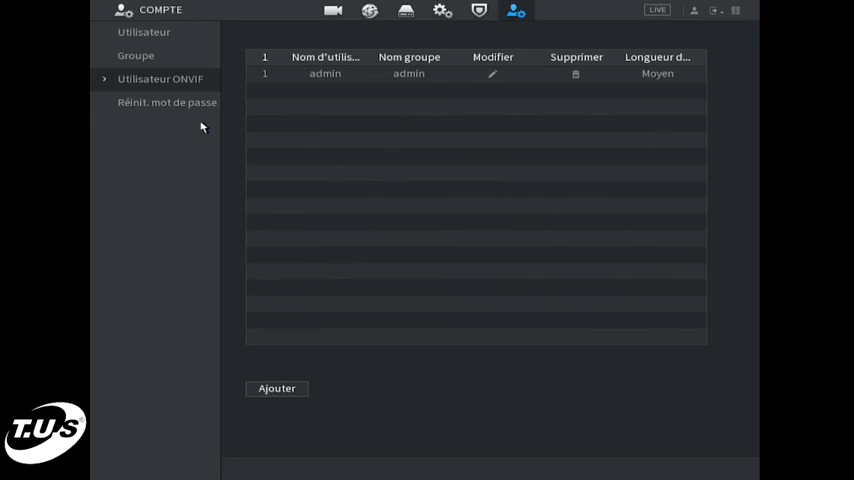 COMPTE
LIVE
Utilisateur
Groupe
Utilisateur ONVIF
Réinit. mot de passe
1 Nom d'utilis... Nom groupe Modifier Supprimer Longueur d...
1 admin admin Moyen
Ajouter
T.U.S®